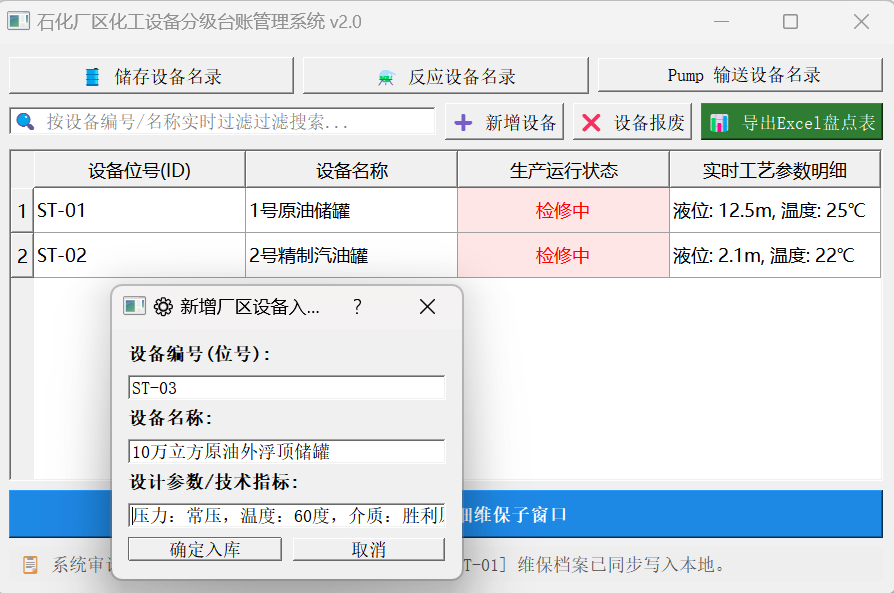 石化厂区化工设备分级台账管理系统 v2.0
储存设备名录
反应设备名录
Pump 输送设备名录
按设备编号/名称实时过滤过滤搜索...
新增设备
设备报废
导出Excel盘点表
设备位号(ID) 设备名称 生产运行状态 实时工艺参数明细
1 ST-01 1号原油储罐 检修中 液位: 12.5m, 温度: 25℃
2 ST-02 2号精制汽油罐 检修中 液位: 2.1m, 温度: 22℃
新增厂区设备入...
?
设备编号(位号):
ST-03
设备名称:
10万立方原油外浮顶储罐
设计参数/技术指标:
压力: 常压, 温度: 60度, 介质: 胜利
确定入库 取消
维保子窗口
系统审 T-01] 维保档案已同步写入本地。